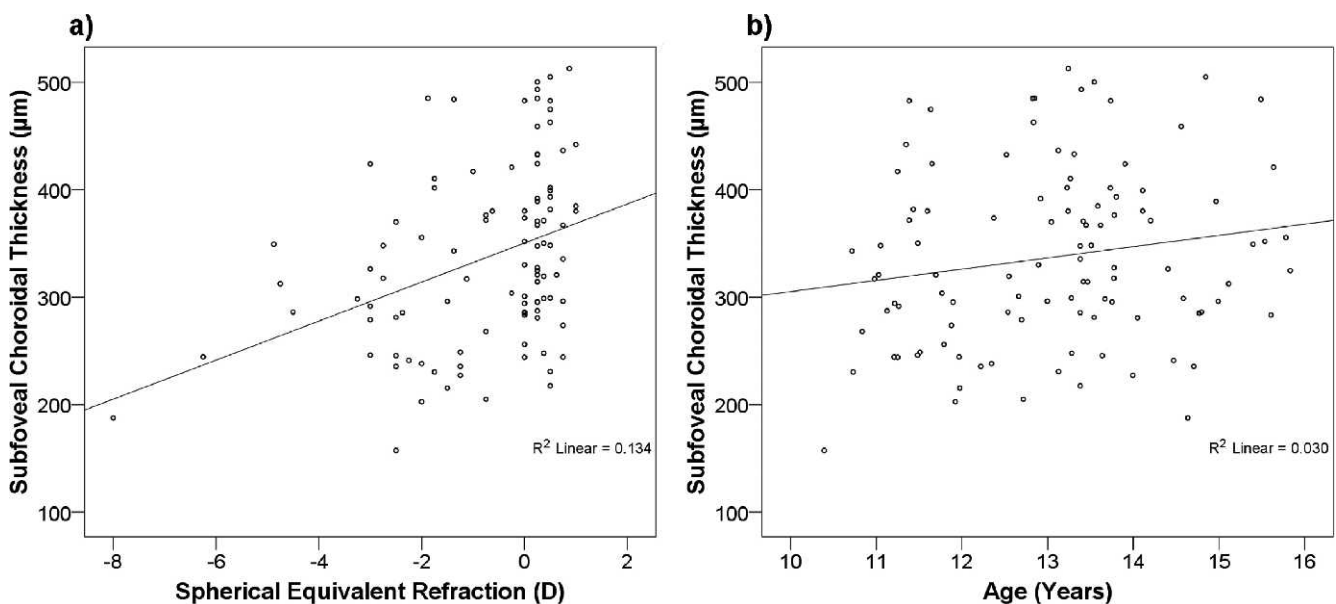 a)
500
400
300
200
100
Subfoveal Choroidal Thickness (µm)
R² Linear = 0.134
-8 -6 -4 -2 0 2
Spherical Equivalent Refraction (D)
b)
500
400
300
200
100
Subfoveal Choroidal Thickness (µm)
R² Linear = 0.030
10 11 12 13 14 15 16
Age (Years)